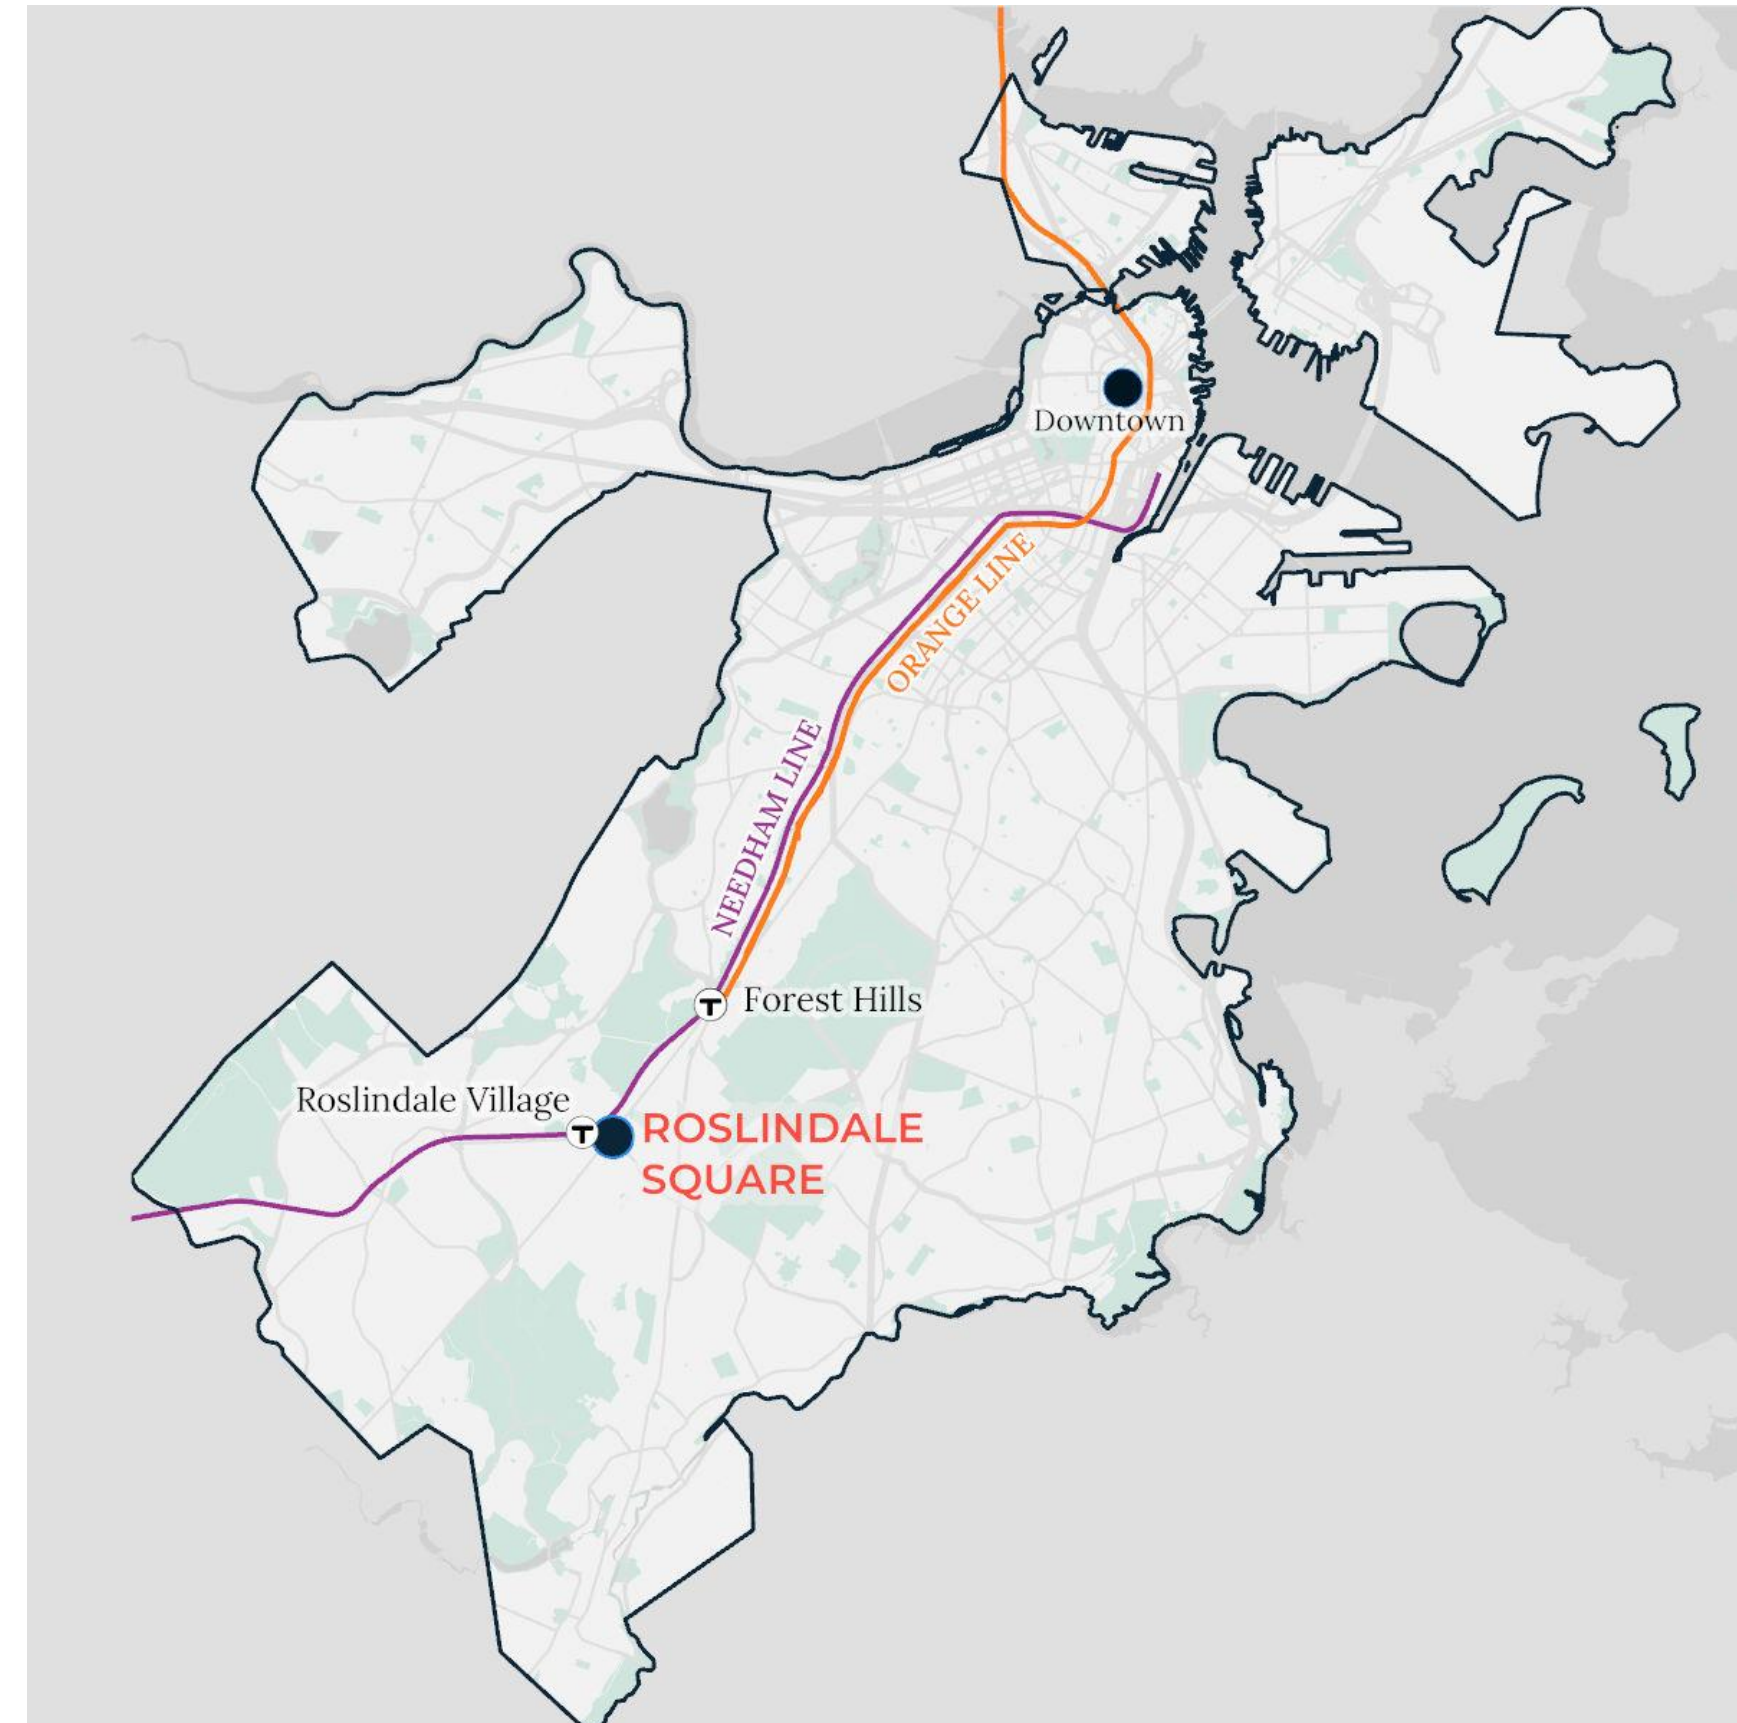 Downtown
ORANGE LINE
NEEDHAM LINE
T
Forest Hills
Roslindale Village
T
ROSLINDALE
SQUARE